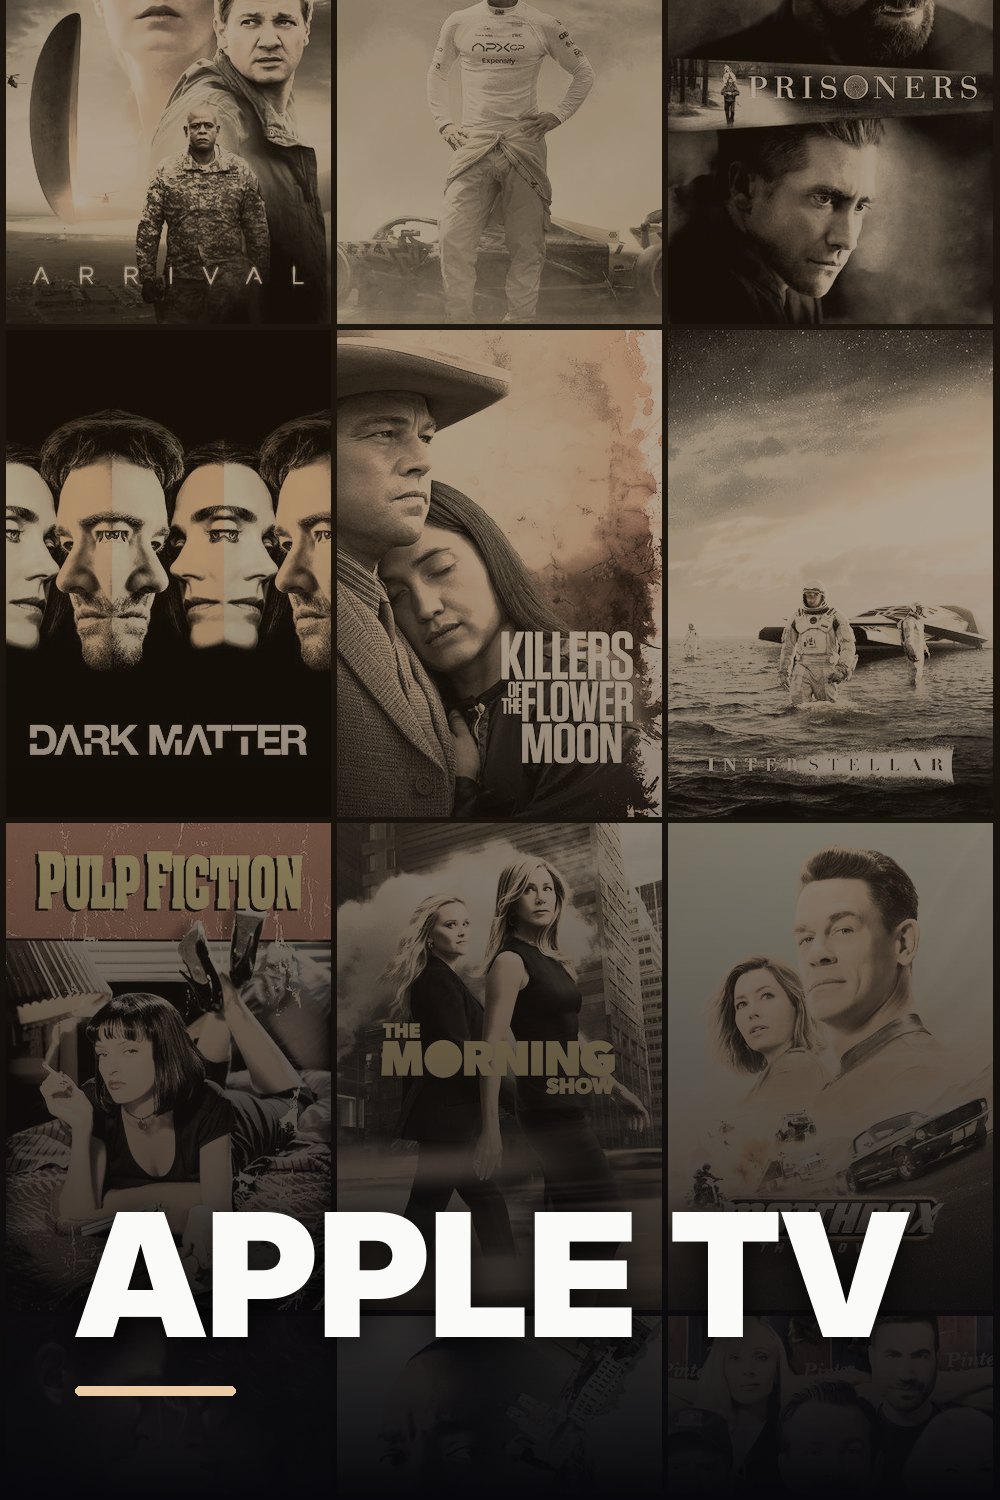 APXGP
Expensify
PRISONERS
ARRIVAL
DARK MATTER
KILLERS
OF THE FLOWER
MOON
INTERSTELLAR
PULP FICTION
THE
MORNING
SHOW
MATCHBOX
APPLE TV